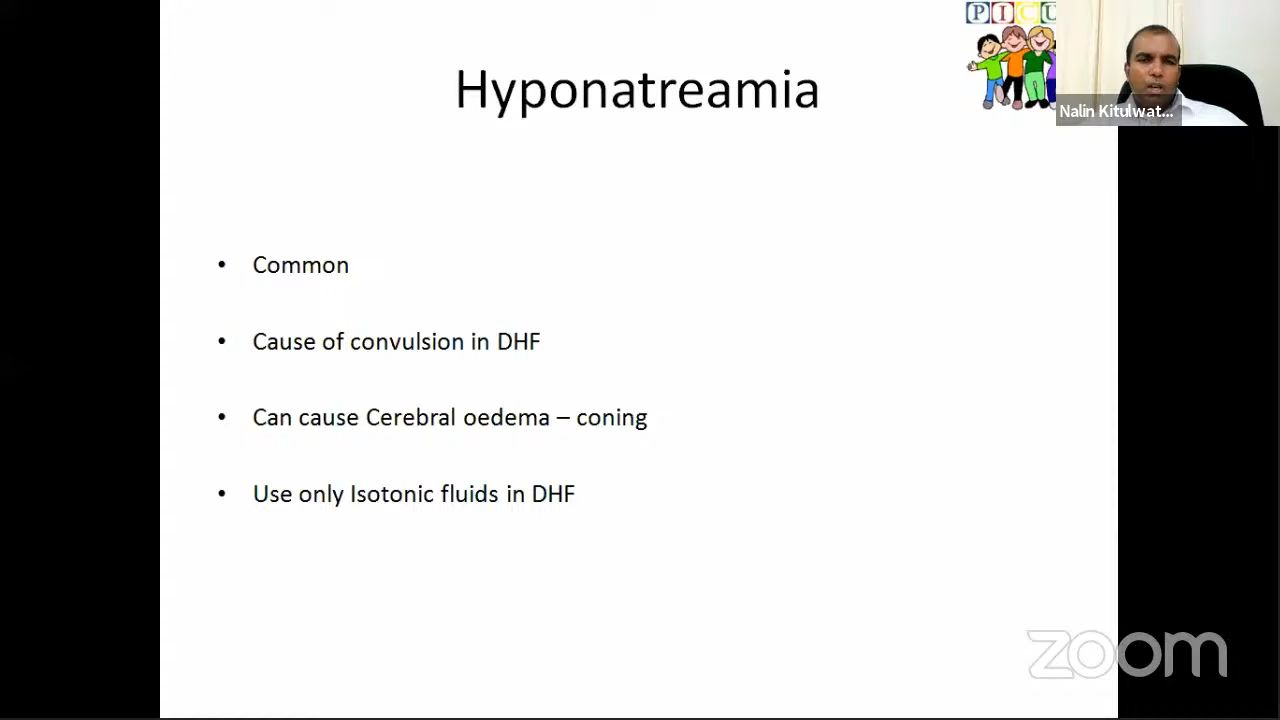 PICU
Hyponatreamia
Nalin Kitulwat...
• Common
• Cause of convulsion in DHF
• Can cause Cerebral oedema – coning
• Use only Isotonic fluids in DHF
zoom